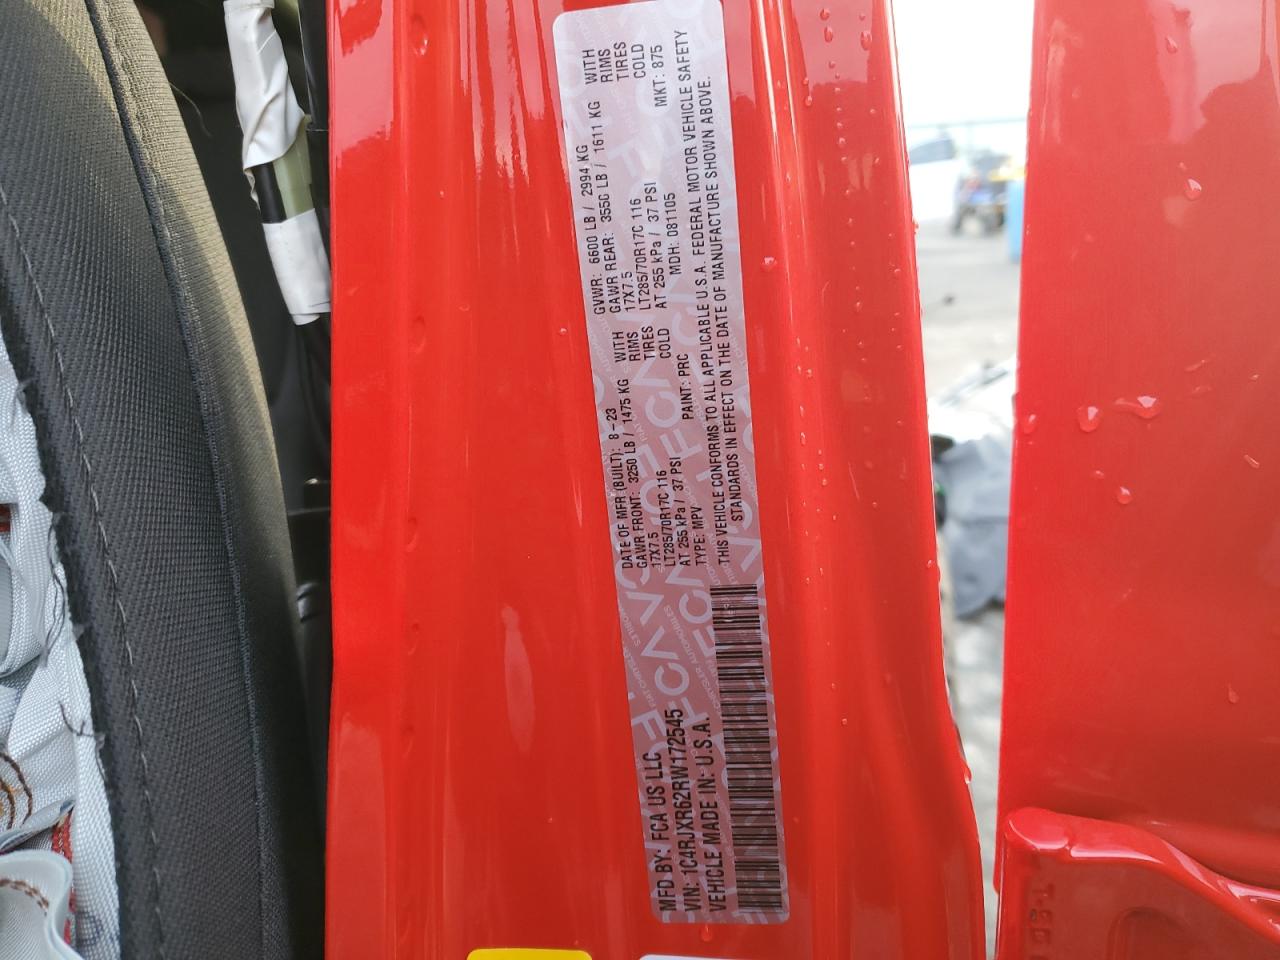 MFD BY: FCA US LLC
VIN: 1C4RJXR62RW172545
VEHICLE MADE IN: U.S.A.
DATE OF MFR (BUILT): 8-23
GVWR: 6600 LB / 2994 KG
GAWR FRONT: 3250 LB / 1475 KG WITH
GAWR REAR: 3550 LB / 1611 KG WITH
17X7.5 RIMS
17X7.5 RIMS
LT285/70R17C 116 TIRES
LT285/70R17C 116 TIRES
AT 255 kPa / 37 PSI COLD
AT 255 kPa / 37 PSI COLD
TYPE: MPV PAINT: PRC MDH: 081105 MKT: 875
THIS VEHICLE CONFORMS TO ALL APPLICABLE U.S.A. FEDERAL MOTOR VEHICLE SAFETY
STANDARDS IN EFFECT ON THE DATE OF MANUFACTURE SHOWN ABOVE.